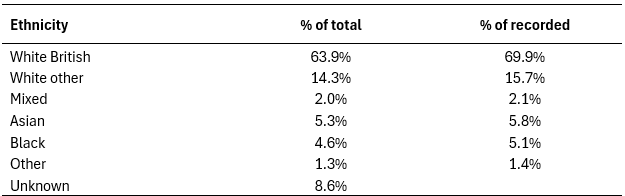 Ethnicity % of total % of recorded
White British 63.9% 69.9%
White other 14.3% 15.7%
Mixed 2.0% 2.1%
Asian 5.3% 5.8%
Black 4.6% 5.1%
Other 1.3% 1.4%
Unknown 8.6%